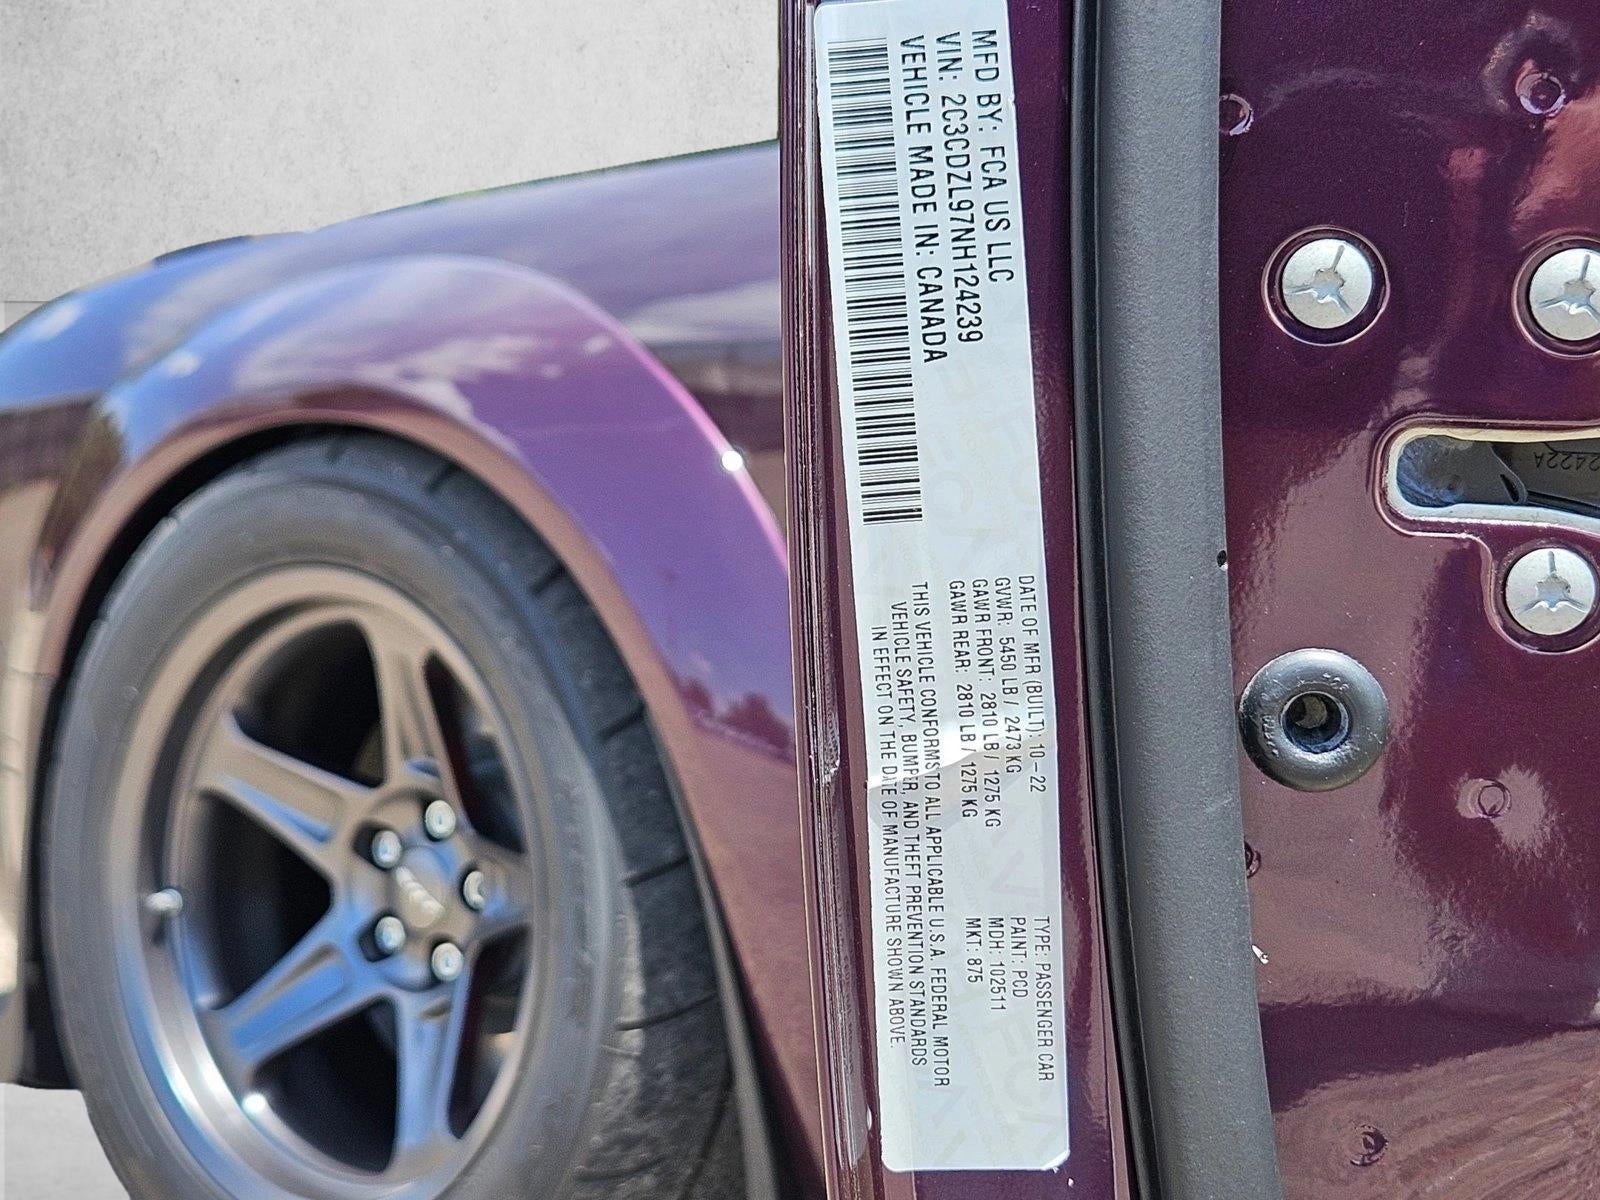 MFD BY: FCA US LLC
VIN: 2C3CDZL97NH124239
VEHICLE MADE IN: CANADA
DATE OF MFR (BUILT): 10-22
GVWR: 5450 LB / 2473 KG
GAWR FRONT: 2810 LB / 1275 KG
GAWR REAR: 2810 LB / 1275 KG
THIS VEHICLE CONFORMS TO ALL APPLICABLE U.S.A. FEDERAL MOTOR
VEHICLE SAFETY, BUMPER, AND THEFT PREVENTION STANDARDS
IN EFFECT ON THE DATE OF MANUFACTURE SHOWN ABOVE.
TYPE: PASSENGER CAR
PAINT: PCD
MDH: 102511
MKT: 875
2422A